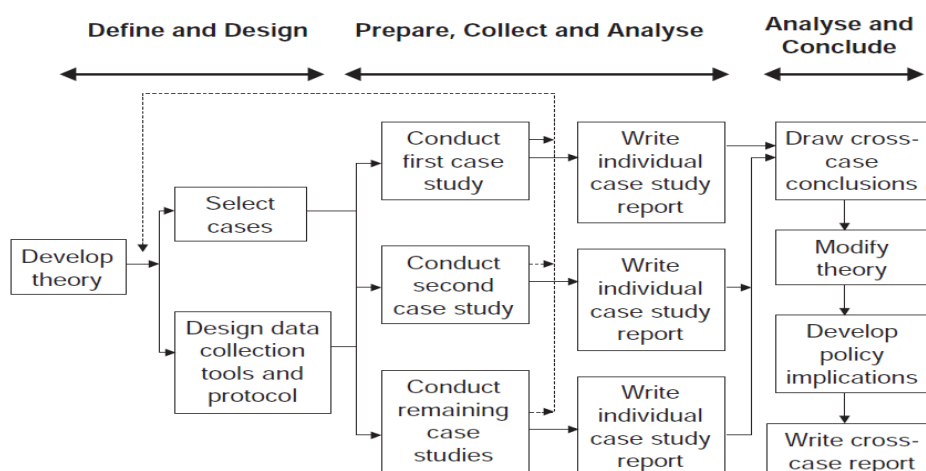 Define and Design
Prepare, Collect and Analyse
Analyse and
Conclude
Develop
theory
Select
cases
Design data
collection
tools and
protocol
Conduct
first case
study
Conduct
second
case study
Conduct
remaining
case
studies
Write
individual
case study
report
Write
individual
case study
report
Write
individual
case study
report
Draw cross-
case
conclusions
Modify
theory
Develop
policy
implications
Write cross-
case report